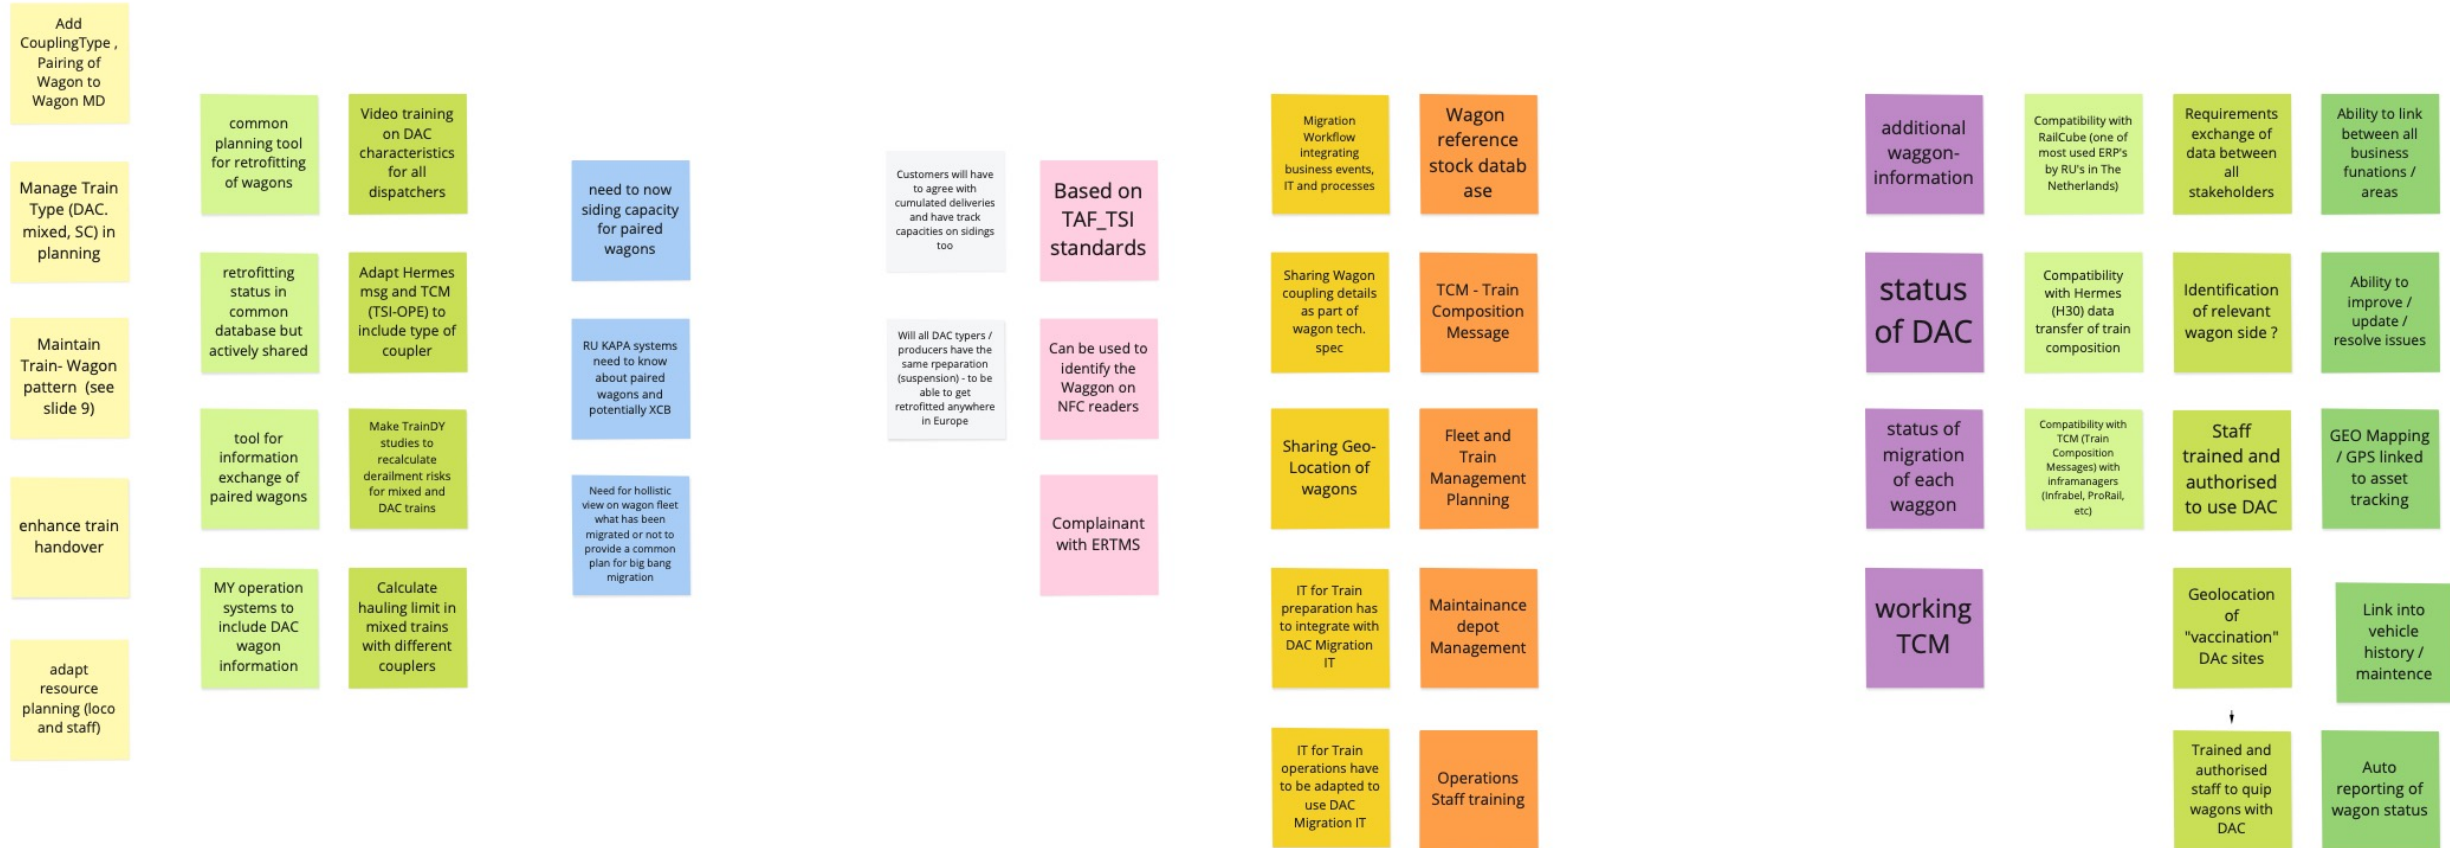 Add
CouplingType ,
Pairing of
Wagon to
Wagon MD
Manage Train
Type (DAC.
mixed, SC) in
planning
Maintain
Train- Wagon
pattern (see
slide 9)
enhance train
handover
adapt
resource
planning (loco
and staff)
common
planning tool
for retrofitting
of wagons
retrofitting
status in
common
database but
actively shared
tool for
information
exchange of
paired wagons
MY operation
systems to
include DAC
wagon
information
Video training
on DAC
characteristics
for all
dispatchers
Adapt Hermes
msg and TCM
(TSI-OPE) to
include type of
coupler
Make TrainDY
studies to
recalculate
derailment risks
for mixed and
DAC trains
Calculate
hauling limit in
mixed trains
with different
couplers
need to now
siding capacity
for paired
wagons
RU KAPA systems
need to know
about paired
wagons and
potentially XCB
Need for hollistic
view on wagon fleet
what has been
migrated or not to
provide a common
plan for big bang
migration
Customers will have
to agree with
cumulated deliveries
and have track
capacities on sidings
too
Will all DAC typers /
producers have the
same rpeparation
(suspension) - to be
able to get
retrofitted anywhere
in Europe
Based on
TAF_TSI
standards
Can be used to
identify the
Waggon on
NFC readers
Complainant
with ERTMS
Migration
Workflow
integrating
business events,
IT and processes
Sharing Wagon
coupling details
as part of
wagon tech.
spec
Sharing Geo-
Location of
wagons
IT for Train
preparation has
to integrate with
DAC Migration
IT
IT for Train
operations have
to be adapted to
use DAC
Migration IT
Wagon
reference
stock datab
ase
TCM - Train
Composition
Message
Fleet and
Train
Management
Planning
Maintainance
depot
Management
Operations
Staff training
additional
waggon-
information
status
of DAC
status of
migration
of each
waggon
working
TCM
Compatibility with
RailCube (one of
most used ERP's
by RU's in The
Netherlands)
Compatibility
with Hermes
(H30) data
transfer of train
composition
Compatibility with
TCM (Train
Composition
Messages) with
inframanagers
(Infrabel, ProRail,
etc)
Requirements
exchange of
data between
all
stakeholders
Identification
of relevant
wagon side ?
Staff
trained and
authorised
to use DAC
Geolocation
of
"vaccination"
DAc sites
Trained and
authorised
staff to quip
wagons with
DAC
Ability to link
between all
business
funations /
areas
Ability to
improve /
update /
resolve issues
GEO Mapping
/ GPS linked
to asset
tracking
Link into
vehicle
history /
maintence
Auto
reporting of
wagon status